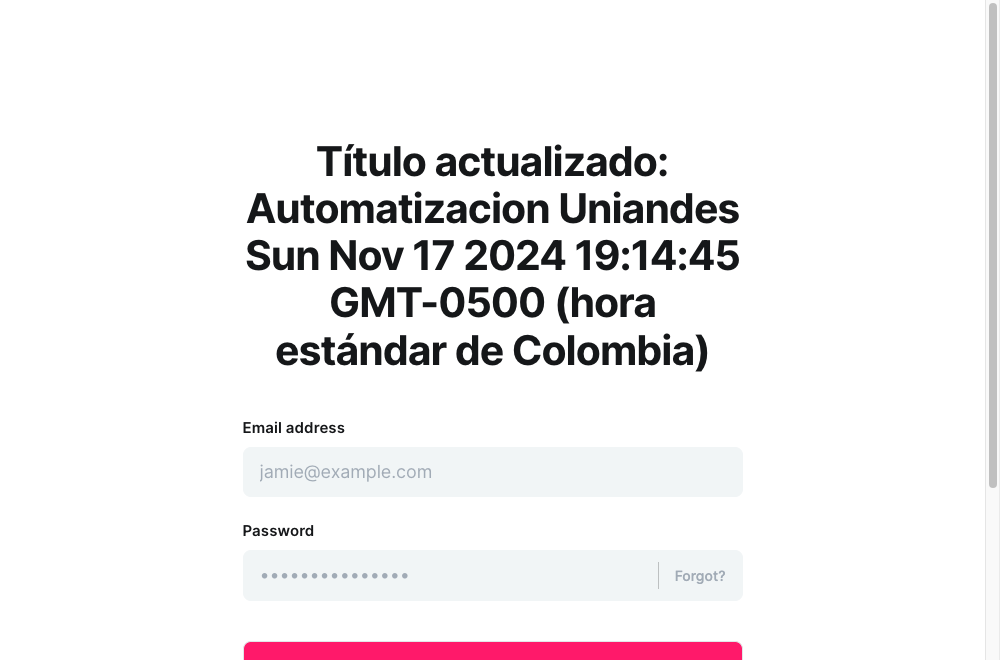 Título actualizado:
Automatizacion Uniandes
Sun Nov 17 2024 19:14:45
GMT-0500 (hora
estándar de Colombia)
Email address
jamie@example.com
Password
•••••••••••••••
Forgot?